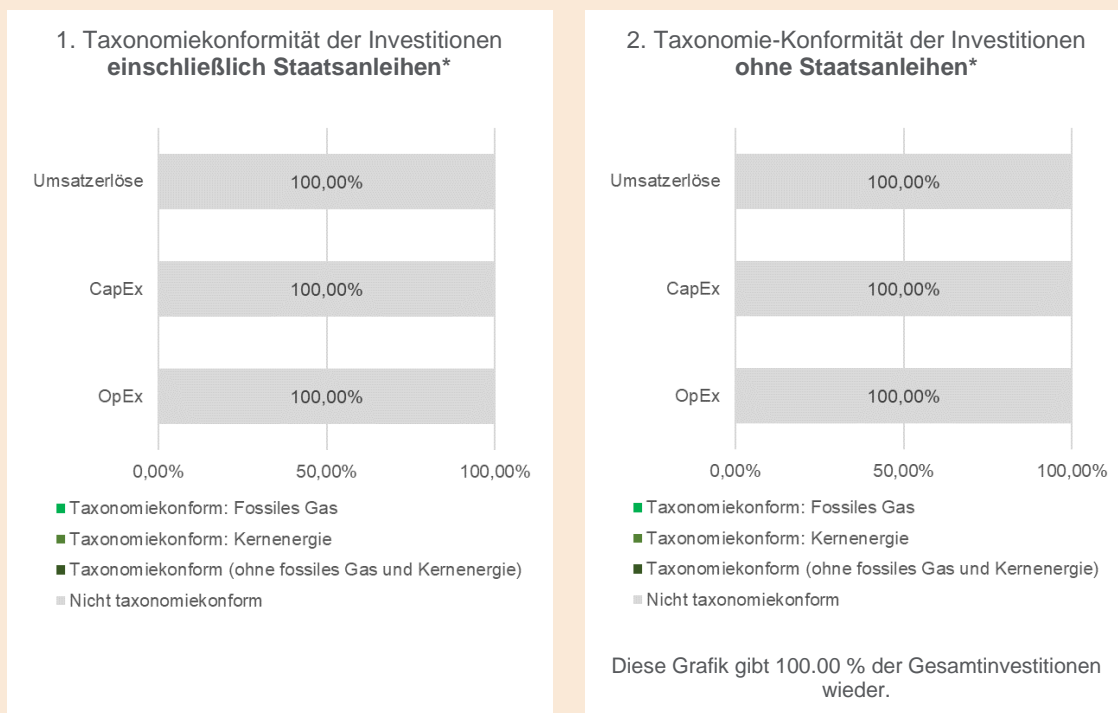 1. Taxonomiekonformität der Investitionen
einschließlich Staatsanleihen*
Umsatzerlöse
100,00%
CapEx
100,00%
OpEx
100,00%
0,00%
50,00%
100,00%
Taxonomiekonform: Fossiles Gas
Taxonomiekonform: Kernenergie
Taxonomiekonform (ohne fossiles Gas und Kernenergie)
Nicht taxonomiekonform
2. Taxonomie-Konformität der Investitionen
ohne Staatsanleihen*
Umsatzerlöse
100,00%
CapEx
100,00%
OpEx
100,00%
0,00%
50,00%
100,00%
Taxonomiekonform: Fossiles Gas
Taxonomiekonform: Kernenergie
Taxonomiekonform (ohne fossiles Gas und Kernenergie)
Nicht taxonomiekonform
Diese Grafik gibt 100.00 % der Gesamtinvestitionen
wieder.